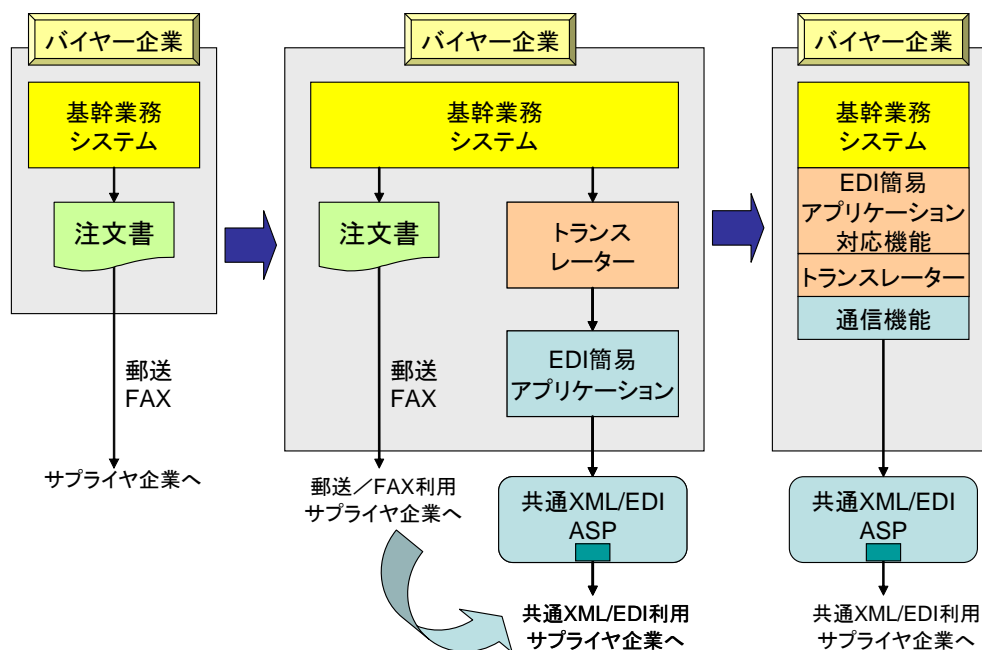 バイヤー企業
基幹業務
システム
注文書
郵送
FAX
サプライヤ企業へ
バイヤー企業
基幹業務
システム
注文書
トランス
レーター
EDI簡易
アプリケーション
郵送
FAX
郵送／FAX利用
サプライヤ企業へ
共通XML/EDI
ASP
共通XML/EDI利用
サプライヤ企業へ
バイヤー企業
基幹業務
システム
EDI簡易
アプリケーション
対応機能
トランスレーター
通信機能
共通XML/EDI
ASP
共通XML/EDI利用
サプライヤ企業へ